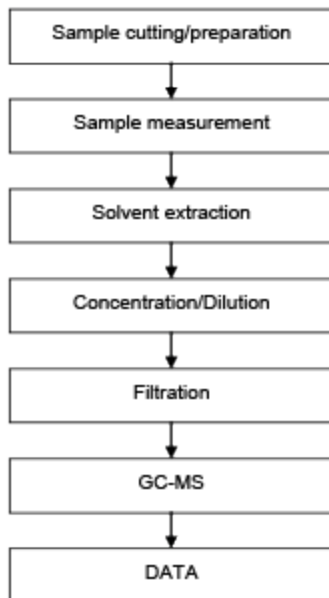 Sample cutting/preparation
Sample measurement
Solvent extraction
Concentration/Dilution
Filtration
GC-MS
DATA